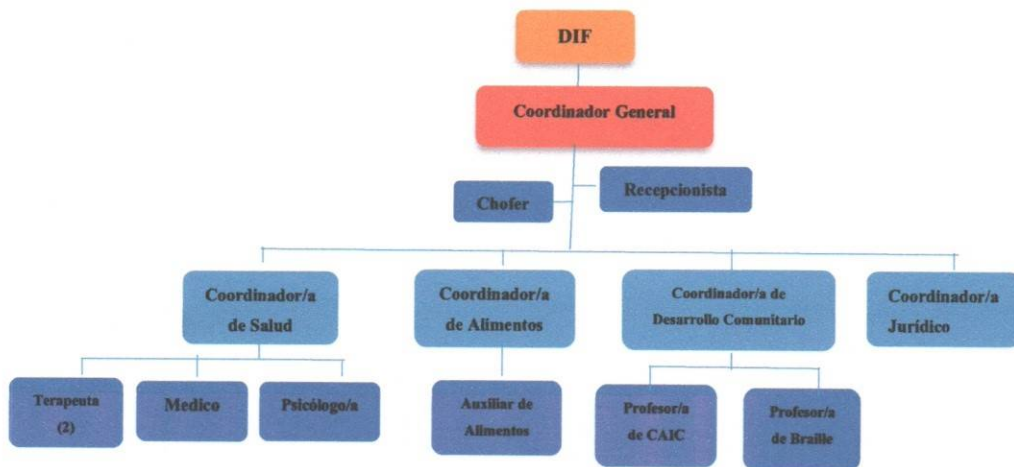 DIF
Coordinador General
Recepcionista
Chofer
Coordinador/a
de Salud
Coordinador/a
de Alimentos
Coordinador/a de
Desarrollo Comunitario
Coordinador/a
Jurídico
Terapeuta
(2)
Medico
Psicólogo/a
Auxiliar de
Alimentos
Profesor/a
de CAIC
Profesor/a
de Braille